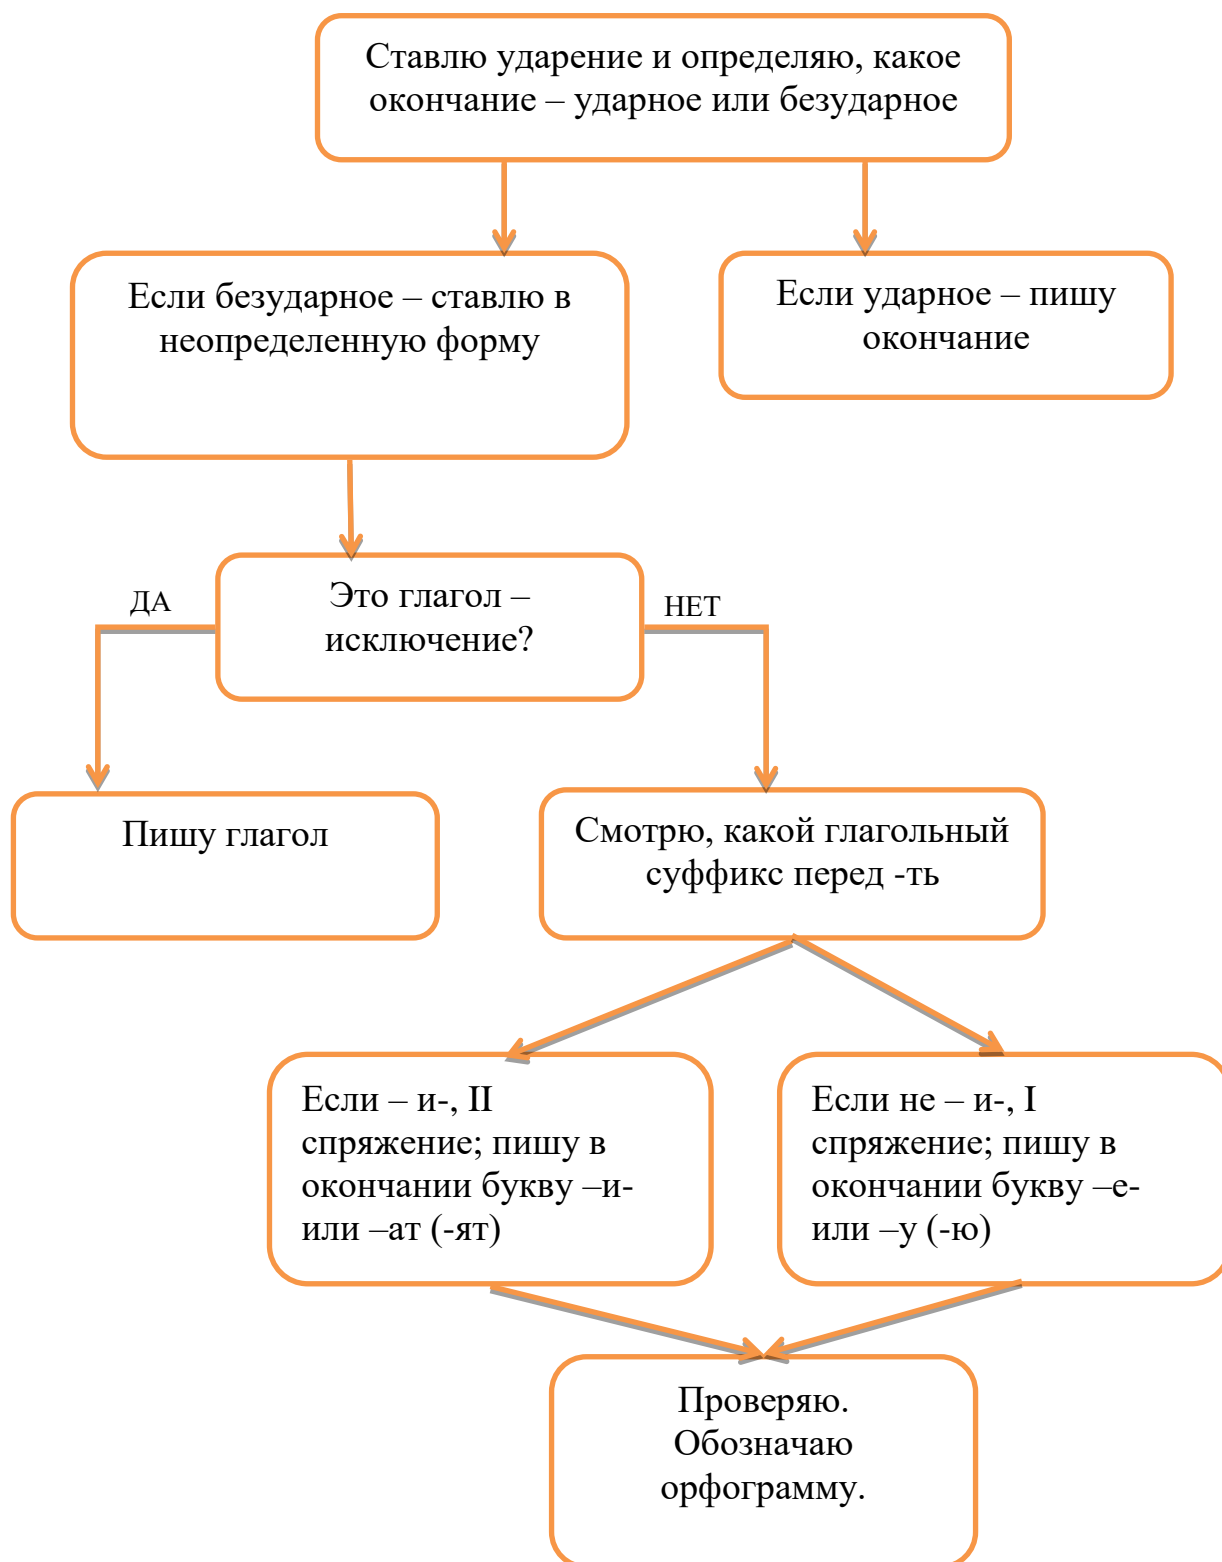 Ставлю ударение и определяю, какое
окончание – ударное или безударное
Если безударное – ставлю в
неопределенную форму
Если ударное – пишу
окончание
Это глагол –
исключение?
ДА
НЕТ
Пишу глагол
Смотрю, какой глагольный
суффикс перед -ть
Если – и-, II
спряжение; пишу в
окончании букву –и-
или –ат (-ят)
Если не – и-, I
спряжение; пишу в
окончании букву –е-
или –у (-ю)
Проверяю.
Обозначаю
орфограмму.